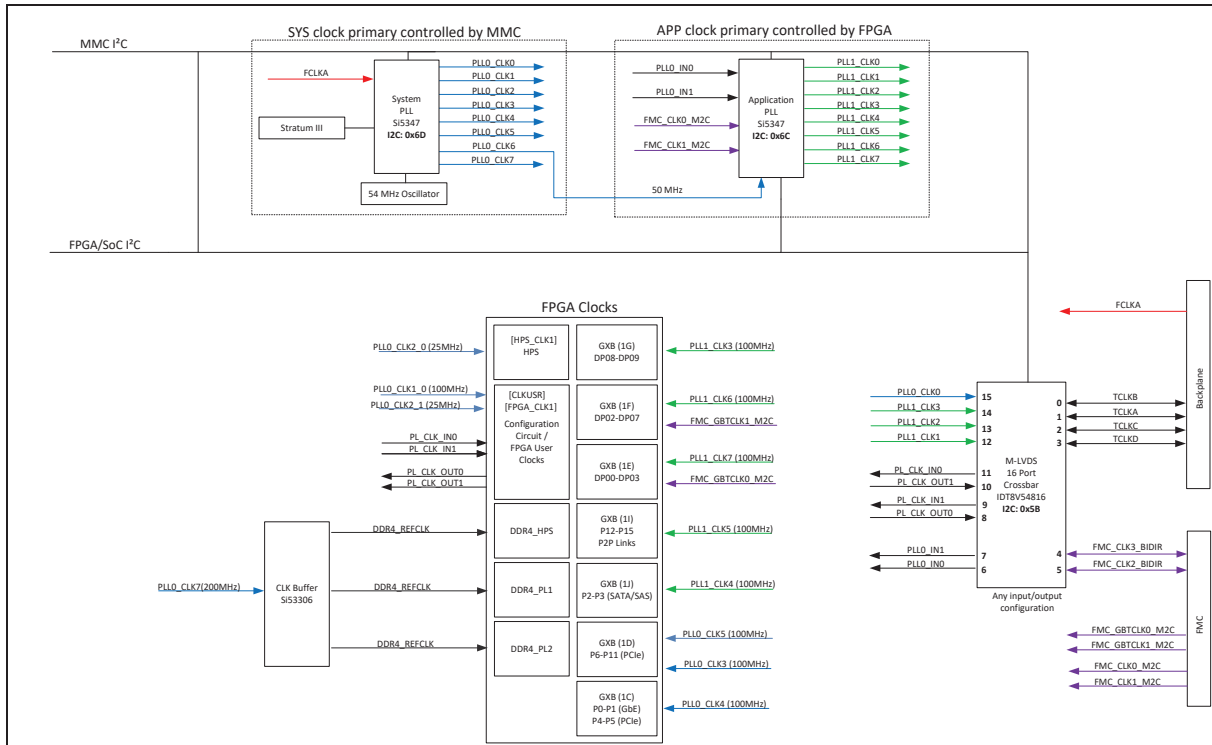 SYS clock primary controlled by MMC
APP clock primary controlled by FPGA
MMC I²C
FCLKA
Stratum III
System
PLL
Si5347
I2C: 0x6D
54 MHz Oscillator
PLL0_CLK0
PLL0_CLK1
PLL0_CLK2
PLL0_CLK3
PLL0_CLK4
PLL0_CLK5
PLL0_CLK6
PLL0_CLK7
50 MHz
PLL0_IN0
PLL0_IN1
FMC_CLK0_M2C
FMC_CLK1_M2C
Application
PLL
Si5347
I2C: 0x6C
PLL1_CLK0
PLL1_CLK1
PLL1_CLK2
PLL1_CLK3
PLL1_CLK4
PLL1_CLK5
PLL1_CLK6
PLL1_CLK7
FPGA/SoC I²C
FPGA Clocks
PLL0_CLK2_0 (25MHz)
PLL0_CLK1_0 (100MHz)
PLL0_CLK2_1 (25MHz)
PL_CLK_IN0
PL_CLK_IN1
PL_CLK_OUT0
PL_CLK_OUT1
PLL0_CLK7(200MHz)
CLK Buffer
Si53306
DDR4_REFCLK
DDR4_REFCLK
DDR4_REFCLK
[HPS_CLK1]
HPS
[CLKUSR]
[FPGA_CLK1]
Configuration
Circuit /
FPGA User
Clocks
DDR4_HPS
DDR4_PL1
DDR4_PL2
GXB (1G)
DP08-DP09
GXB (1F)
DP02-DP07
GXB (1E)
DP00-DP03
GXB (1I)
P12-P15
P2P Links
GXB (1J)
P2-P3 (SATA/SAS)
GXB (1D)
P6-P11 (PCIe)
GXB (1C)
P0-P1 (GbE)
P4-P5 (PCIe)
PLL1_CLK3 (100MHz)
PLL1_CLK6 (100MHz)
FMC_GBTCLK1_M2C
PLL1_CLK7 (100MHz)
FMC_GBTCLK0_M2C
PLL1_CLK5 (100MHz)
PLL1_CLK4 (100MHz)
PLL0_CLK5 (100MHz)
PLL0_CLK3 (100MHz)
PLL0_CLK4 (100MHz)
PLL0_CLK0
PLL1_CLK3
PLL1_CLK2
PLL1_CLK1
PL_CLK_IN0
PL_CLK_OUT1
PL_CLK_IN1
PL_CLK_OUT0
PLL0_IN1
PLL0_IN0
15
14
13
12
11
10
9
8
7
6
0
1
2
3
M-LVDS
16 Port
Crossbar
IDT8V54816
I2C: 0x5B
4
5
Any input/output
configuration
FCLKA
TCLKB
TCLKA
TCLKC
TCLKD
Backplane
FMC_CLK3_BIDIR
FMC_CLK2_BIDIR
FMC_GBTCLK0_M2C
FMC_GBTCLK1_M2C
FMC_CLK0_M2C
FMC_CLK1_M2C
FMC